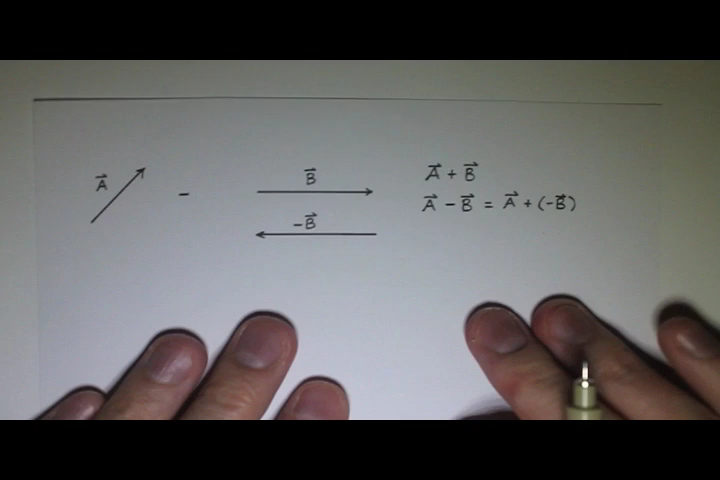 A⃗ - B⃗
-B⃗
A⃗ + B⃗
A⃗ - B⃗ = A⃗ + (-B⃗)